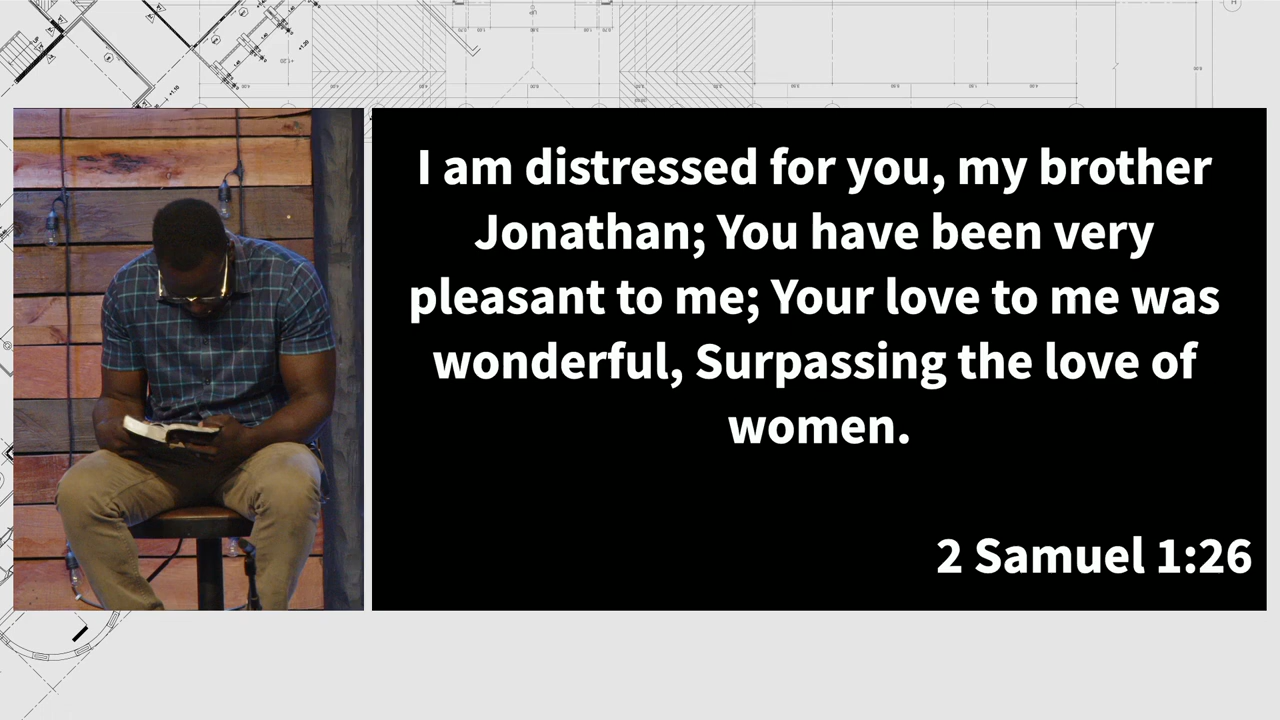 I am distressed for you, my brother
Jonathan; You have been very
pleasant to me; Your love to me was
wonderful, Surpassing the love of
women.
2 Samuel 1:26